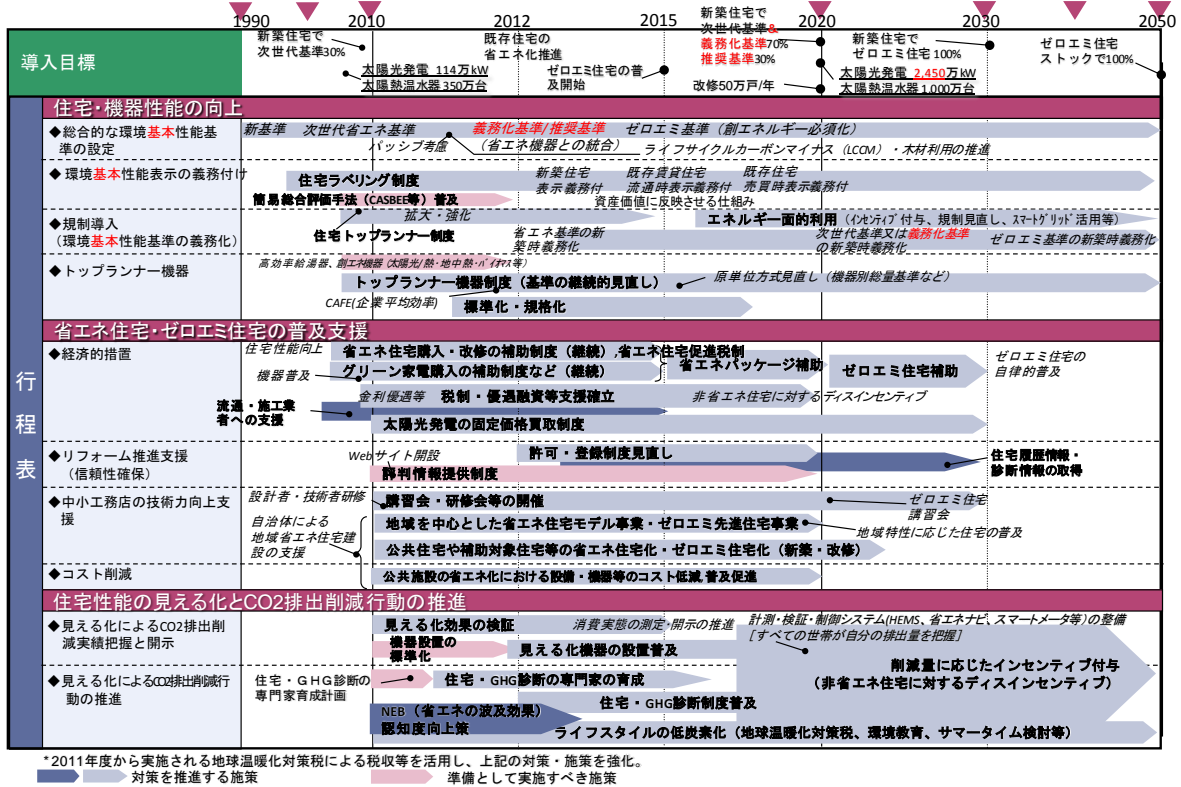 1990 2010 2012 2015 2020 2030 2050
導入目標
新築住宅で
次世代基準30%
太陽光発電 114万kW
太陽熱温水器 350万台
既存住宅の
省エネ化推進
ゼロエミ住宅の普
及開始
新築住宅で
次世代基準&
義務化基準70%
推奨基準30%
改修50万戸/年
新築住宅で
ゼロエミ住宅 100%
太陽光発電 2,450万kW
太陽熱温水器 1,000万台
ゼロエミ住宅
ストックで100%
行程表
住宅・機器性能の向上
◆総合的な環境基本性能基
準の設定
新基準 次世代省エネ基準 義務化基準/推奨基準 ゼロエミ基準（創エネルギー必須化）
パッシブ考慮 （省エネ機器との統合） ライフサイクルカーボンマイナス（LCCM）・木材利用の推進
◆環境基本性能表示の義務付け
住宅ラベリング制度
新築住宅
表示義務付
既存賃貸住宅
流通時表示義務付
既存住宅
売買時表示義務付
簡易総合評価手法(CASBEE等）普及
資産価値に反映させる仕組み
◆規制導入
（環境基本性能基準の義務化）
拡大・強化
住宅トップランナー制度
エネルギー面的利用（インセンティブ付与、規制見直し、スマートグリッド活用等）
省エネ基準の新
築時義務化
次世代基準又は義務化基準
の新築時義務化
ゼロエミ基準の新築時義務化
◆トップランナー機器
高効率給湯器、創エネ機器（太陽光/熱・地中熱・バイオマス等）
トップランナー機器制度（基準の継続的見直し）
原単位方式見直し（機器別総量基準など）
CAFE(企業平均効率)
標準化・規格化
省エネ住宅・ゼロエミ住宅の普及支援
◆経済的措置
住宅性能向上
省エネ住宅購入・改修の補助制度（継続）,省エネ住宅促進税制
機器普及
グリーン家電購入の補助制度など（継続）
省エネパッケージ補助
ゼロエミ住宅補助
ゼロエミ住宅の
自律的普及
金利優遇等 税制・優遇融資等支援確立 非省エネ住宅に対するディスインセンティブ
流通・施工業
者への支援
太陽光発電の固定価格買取制度
◆リフォーム推進支援
（信頼性確保）
Webサイト開設
許可・登録制度見直し
評判情報提供制度
住宅履歴情報・
診断情報の取得
◆中小工務店の技術力向上支
援
設計者・技術者研修
講習会・研修会等の開催
ゼロエミ住宅
講習会
自治体による
地域省エネ住宅建
設の支援
地域を中心とした省エネ住宅モデル事業・ゼロエミ先進住宅事業
地域特性に応じた住宅の普及
公共住宅や補助対象住宅等の省エネ住宅化・ゼロエミ住宅化（新築・改修）
◆コスト削減
公共施設の省エネ化における設備・機器等のコスト低減,普及促進
住宅性能の見える化とCO2排出削減行動の推進
◆見える化によるCO2排出削
減実績把握と開示
見える化効果の検証
消費実態の測定・開示の推進
計測・検証・制御システム(HEMS、省エネナビ、スマートメータ等）の整備
[すべての世帯が自分の排出量を把握]
機器設置の
標準化
見える化機器の設置普及
削減量に応じたインセンティブ付与
（非省エネ住宅に対するディスインセンティブ）
◆見える化によるCO2排出削減行
動の推進
住宅・GHG診断の
専門家育成計画
住宅・GHG診断の専門家の育成
住宅・GHG診断制度普及
NEB（省エネの波及効果）
認知度向上策
ライフスタイルの低炭素化（地球温暖化対策税、環境教育、サマータイム検討等）
*2011年度から実施される地球温暖化対策税による税収等を活用し、上記の対策・施策を強化。
対策を推進する施策
準備として実施すべき施策